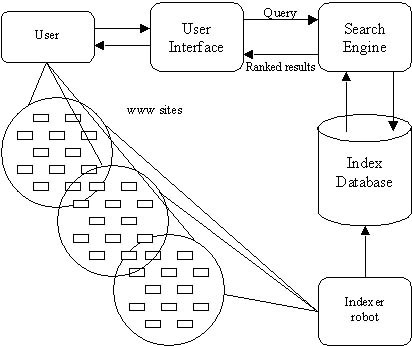 User
User
Interface
Query
Ranked results
Search
Engine
www sites
Index
Database
Indexer
robot